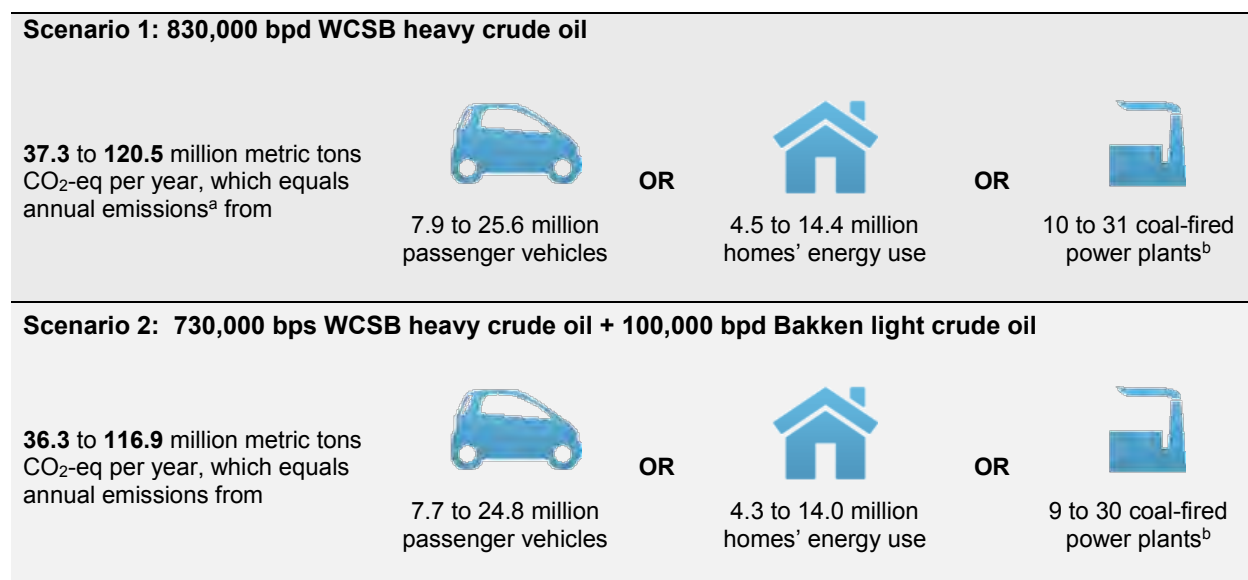 Scenario 1: 830,000 bpd WCSB heavy crude oil
37.3 to 120.5 million metric tons
CO₂-eq per year, which equals
annual emissionsᵃ from
7.9 to 25.6 million
passenger vehicles
OR
4.5 to 14.4 million
homes’ energy use
OR
10 to 31 coal-fired
power plantsᵇ
Scenario 2: 730,000 bps WCSB heavy crude oil + 100,000 bpd Bakken light crude oil
36.3 to 116.9 million metric tons
CO₂-eq per year, which equals
annual emissions from
7.7 to 24.8 million
passenger vehicles
OR
4.3 to 14.0 million
homes’ energy use
OR
9 to 30 coal-fired
power plantsᵇ